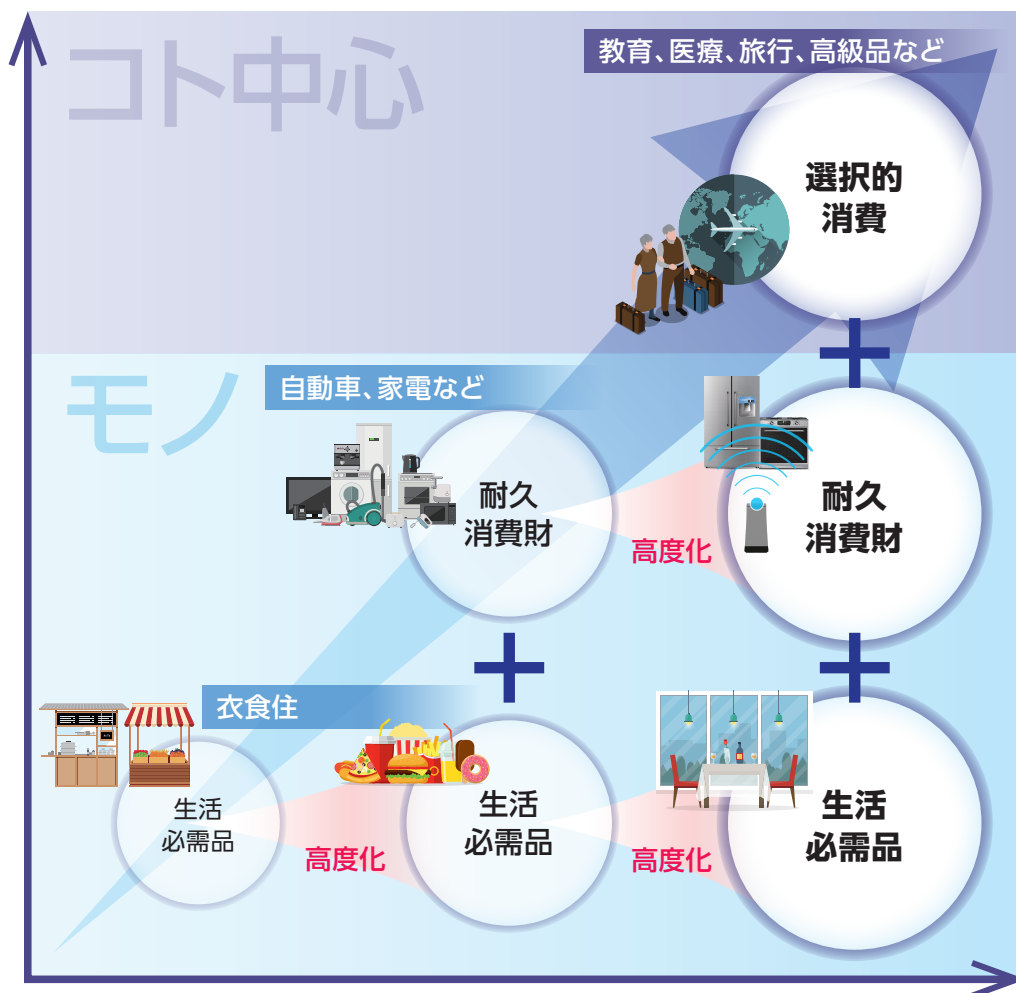 コト中心
教育、医療、旅行、高級品など
選択的
消費
モノ
自動車、家電など
耐久
消費財
高度化
耐久
消費財
衣食住
生活
必需品
高度化
生活
必需品
高度化
生活
必需品